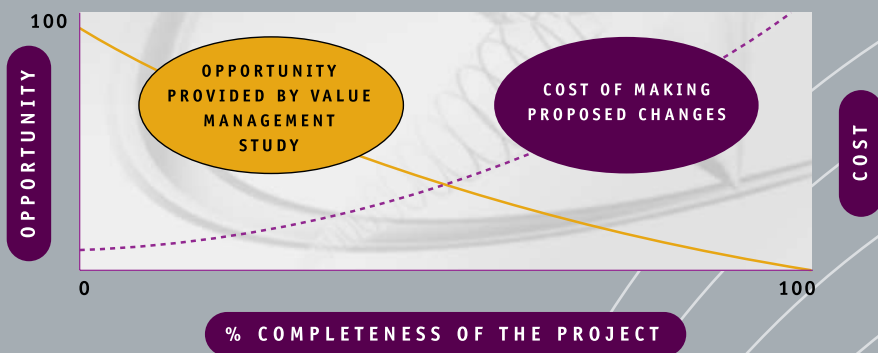 100
OPPORTUNITY
OPPORTUNITY
PROVIDED BY VALUE
MANAGEMENT
STUDY
COST OF MAKING
PROPOSED CHANGES
COST
0
100
% COMPLETENESS OF THE PROJECT